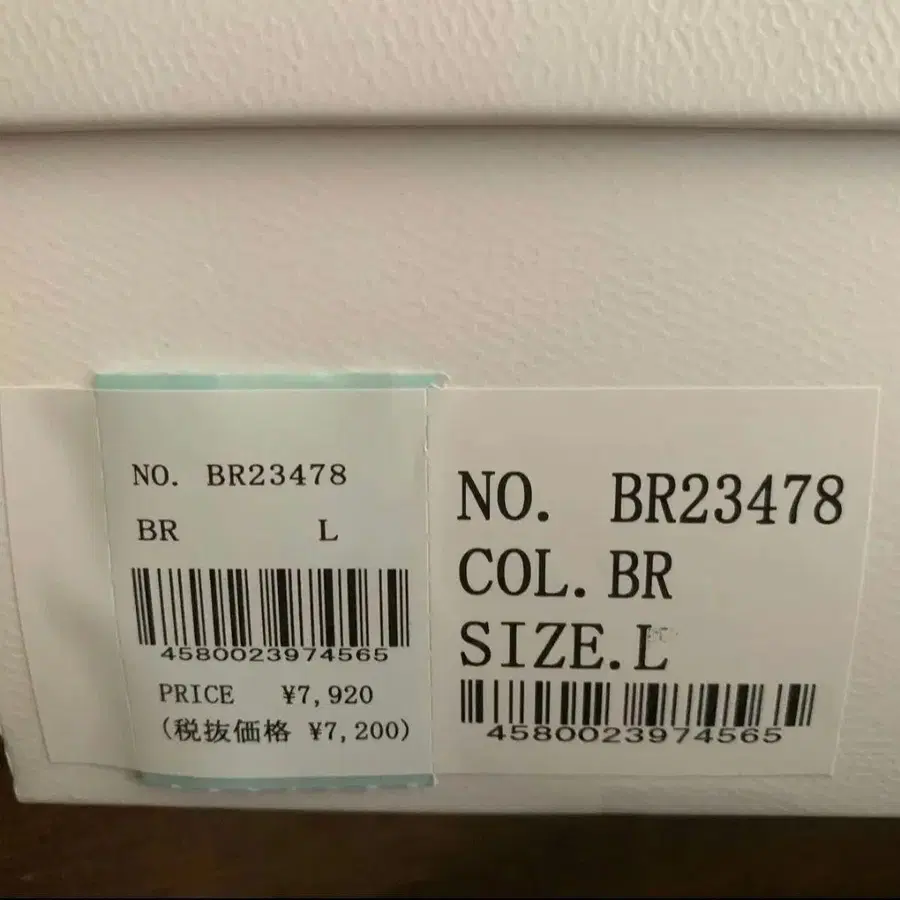 NO. BR23478
BR L
4580023974565
PRICE ¥7,920
(税抜価格 ¥7,200)
NO. BR23478
COL. BR
SIZE. L
4580023974565